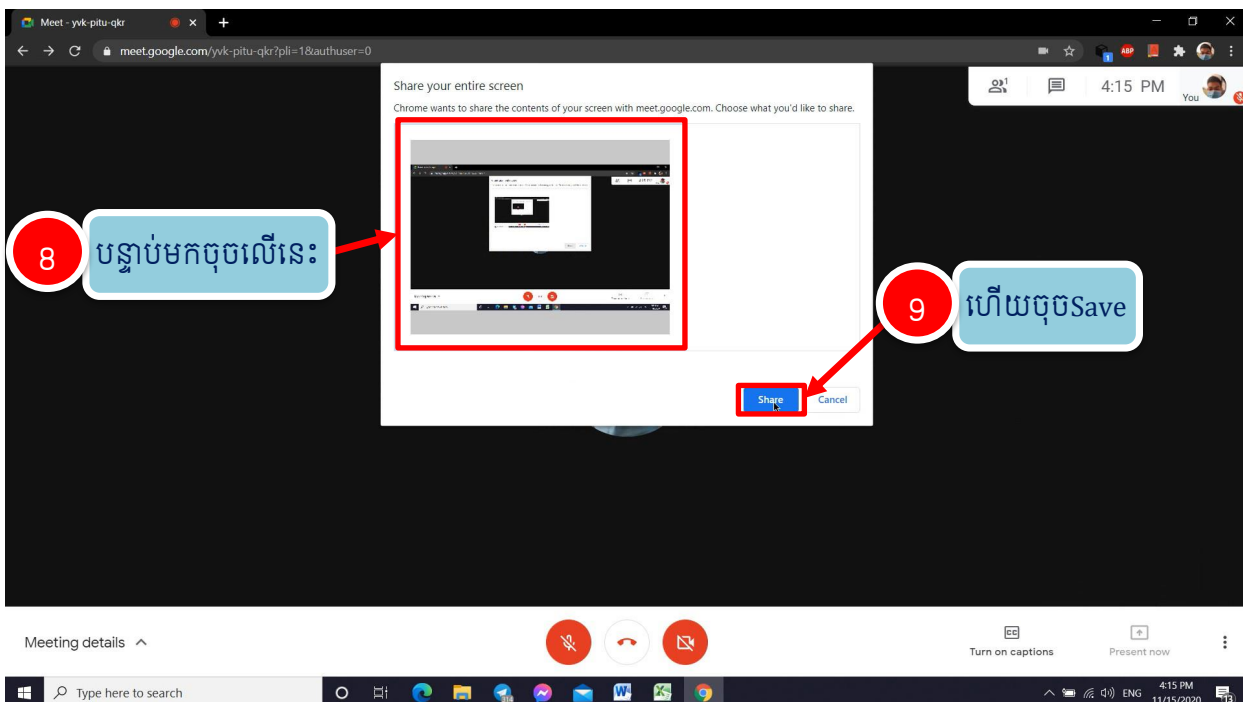 Meet - yvk-pitu-qkr
meet.google.com/yvk-pitu-qkr?pli=1&authuser=0
ABP
1
Share your entire screen
Chrome wants to share the contents of your screen with meet.google.com. Choose what you'd like to share.
1
4:15 PM
You
8
បន្ទាប់មកចុចលើនេះ
9
ហើយចុចSave
Share
Cancel
Meeting details
Turn on captions
Present now
Type here to search
ENG
4:15 PM
11/15/2020